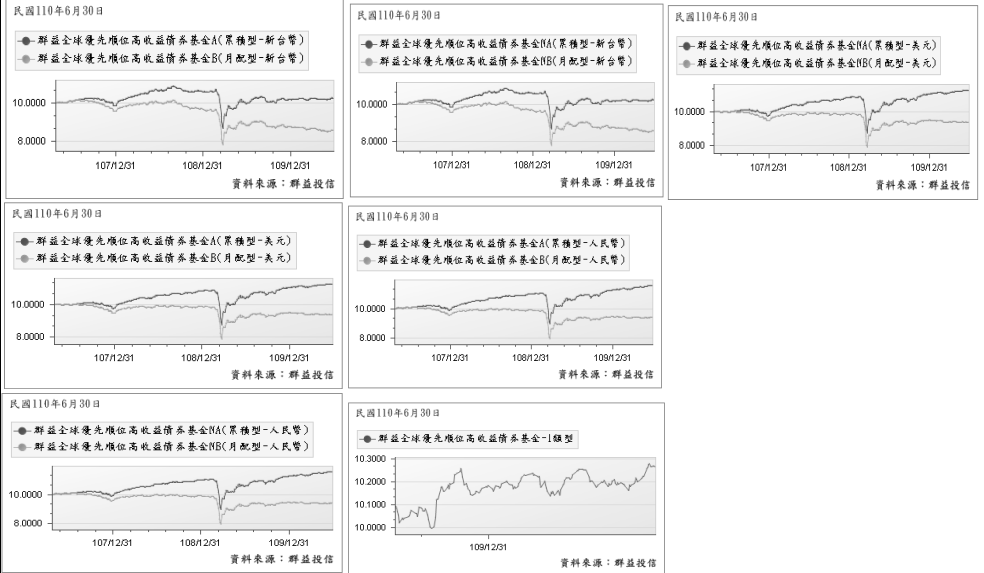 民國110年6月30日
群益全球優先順位高收益債券基金A(累積型-新台幣)
群益全球優先順位高收益債券基金B(月配型-新台幣)
10.0000
8.0000
107/12/31 108/12/31 109/12/31
資料來源：群益投信
民國110年6月30日
群益全球優先順位高收益債券基金NA(累積型-新台幣)
群益全球優先順位高收益債券基金NB(月配型-新台幣)
10.0000
8.0000
107/12/31 108/12/31 109/12/31
資料來源：群益投信
民國110年6月30日
群益全球優先順位高收益債券基金NA(累積型-美元)
群益全球優先順位高收益債券基金NB(月配型-美元)
10.0000
8.0000
107/12/31 108/12/31 109/12/31
資料來源：群益投信
民國110年6月30日
群益全球優先順位高收益債券基金A(累積型-美元)
群益全球優先順位高收益債券基金B(月配型-美元)
10.0000
8.0000
107/12/31 108/12/31 109/12/31
資料來源：群益投信
民國110年6月30日
群益全球優先順位高收益債券基金A(累積型-人民幣)
群益全球優先順位高收益債券基金B(月配型-人民幣)
10.0000
8.0000
107/12/31 108/12/31 109/12/31
資料來源：群益投信
民國110年6月30日
群益全球優先順位高收益債券基金NA(累積型-人民幣)
群益全球優先順位高收益債券基金NB(月配型-人民幣)
10.0000
8.0000
107/12/31 108/12/31 109/12/31
資料來源：群益投信
民國110年6月30日
群益全球優先順位高收益債券基金-I類型
10.3000
10.2000
10.1000
10.0000
109/12/31
資料來源：群益投信